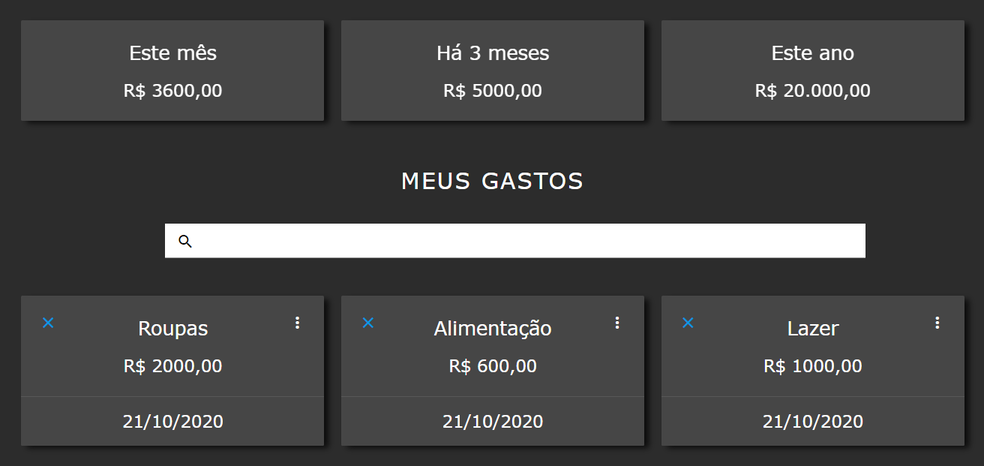 Este mês
R$ 3600,00
Há 3 meses
R$ 5000,00
Este ano
R$ 20.000,00
MEUS GASTOS
Roupas
R$ 2000,00
21/10/2020
Alimentação
R$ 600,00
21/10/2020
Lazer
R$ 1000,00
21/10/2020